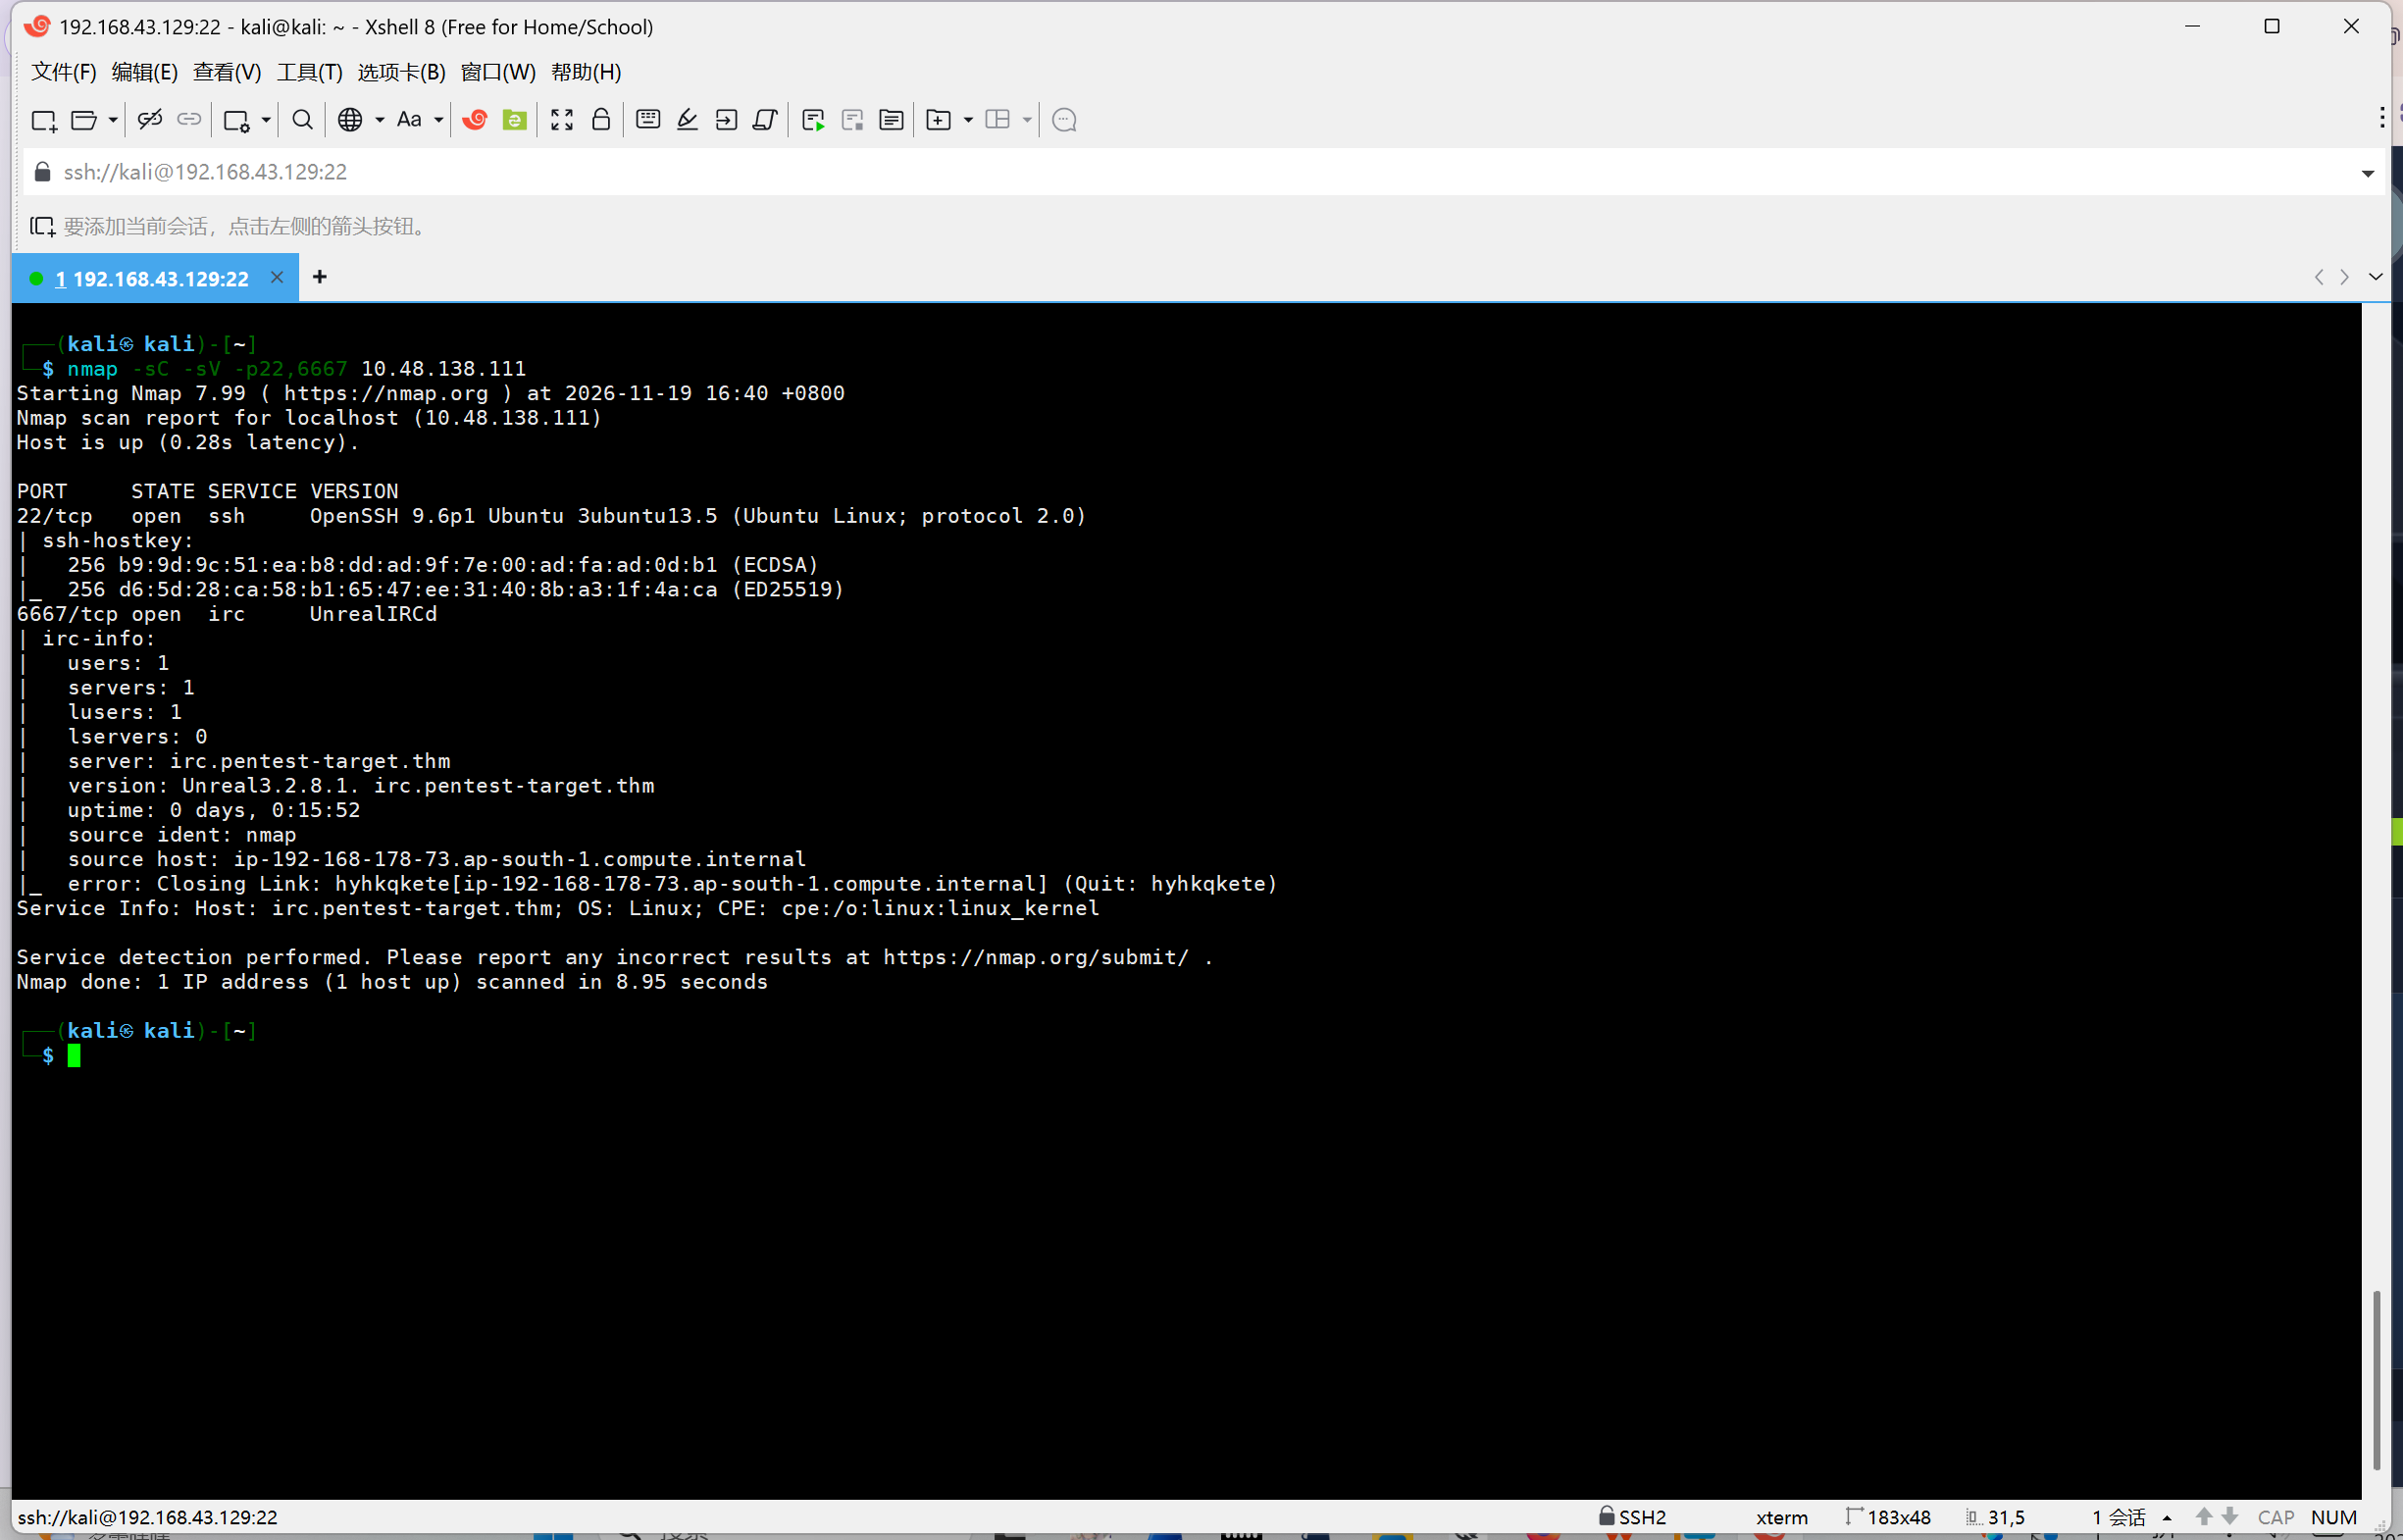 192.168.43.129:22 - kali@kali: ~ - Xshell 8 (Free for Home/School)
文件(F) 编辑(E) 查看(V) 工具(T) 选项卡(B) 窗口(W) 帮助(H)
Aa
ssh://kali@192.168.43.129:22
要添加当前会话，点击左侧的箭头按钮。
1 192.168.43.129:22
(kali㉿ kali)-[~]
$ nmap -sC -sV -p22,6667 10.48.138.111
Starting Nmap 7.99 ( https://nmap.org ) at 2026-11-19 16:40 +0800
Nmap scan report for localhost (10.48.138.111)
Host is up (0.28s latency).
PORT     STATE SERVICE VERSION
22/tcp   open  ssh     OpenSSH 9.6p1 Ubuntu 3ubuntu13.5 (Ubuntu Linux; protocol 2.0)
| ssh-hostkey:
|   256 b9:9d:9c:51:ea:b8:dd:ad:9f:7e:00:ad:fa:ad:0d:b1 (ECDSA)
|_  256 d6:5d:28:ca:58:b1:65:47:ee:31:40:8b:a3:1f:4a:ca (ED25519)
6667/tcp open  irc     UnrealIRCd
| irc-info:
|   users: 1
|   servers: 1
|   lusers: 1
|   lservers: 0
|   server: irc.pentest-target.thm
|   version: Unreal3.2.8.1. irc.pentest-target.thm
|   uptime: 0 days, 0:15:52
|   source ident: nmap
|   source host: ip-192-168-178-73.ap-south-1.compute.internal
|_  error: Closing Link: hyhkqkete[ip-192-168-178-73.ap-south-1.compute.internal] (Quit: hyhkqkete)
Service Info: Host: irc.pentest-target.thm; OS: Linux; CPE: cpe:/o:linux:linux_kernel
Service detection performed. Please report any incorrect results at https://nmap.org/submit/ .
Nmap done: 1 IP address (1 host up) scanned in 8.95 seconds
(kali㉿ kali)-[~]
$
ssh://kali@192.168.43.129:22 SSH2 xterm 183x48 31,5 1 会话 CAP NUM